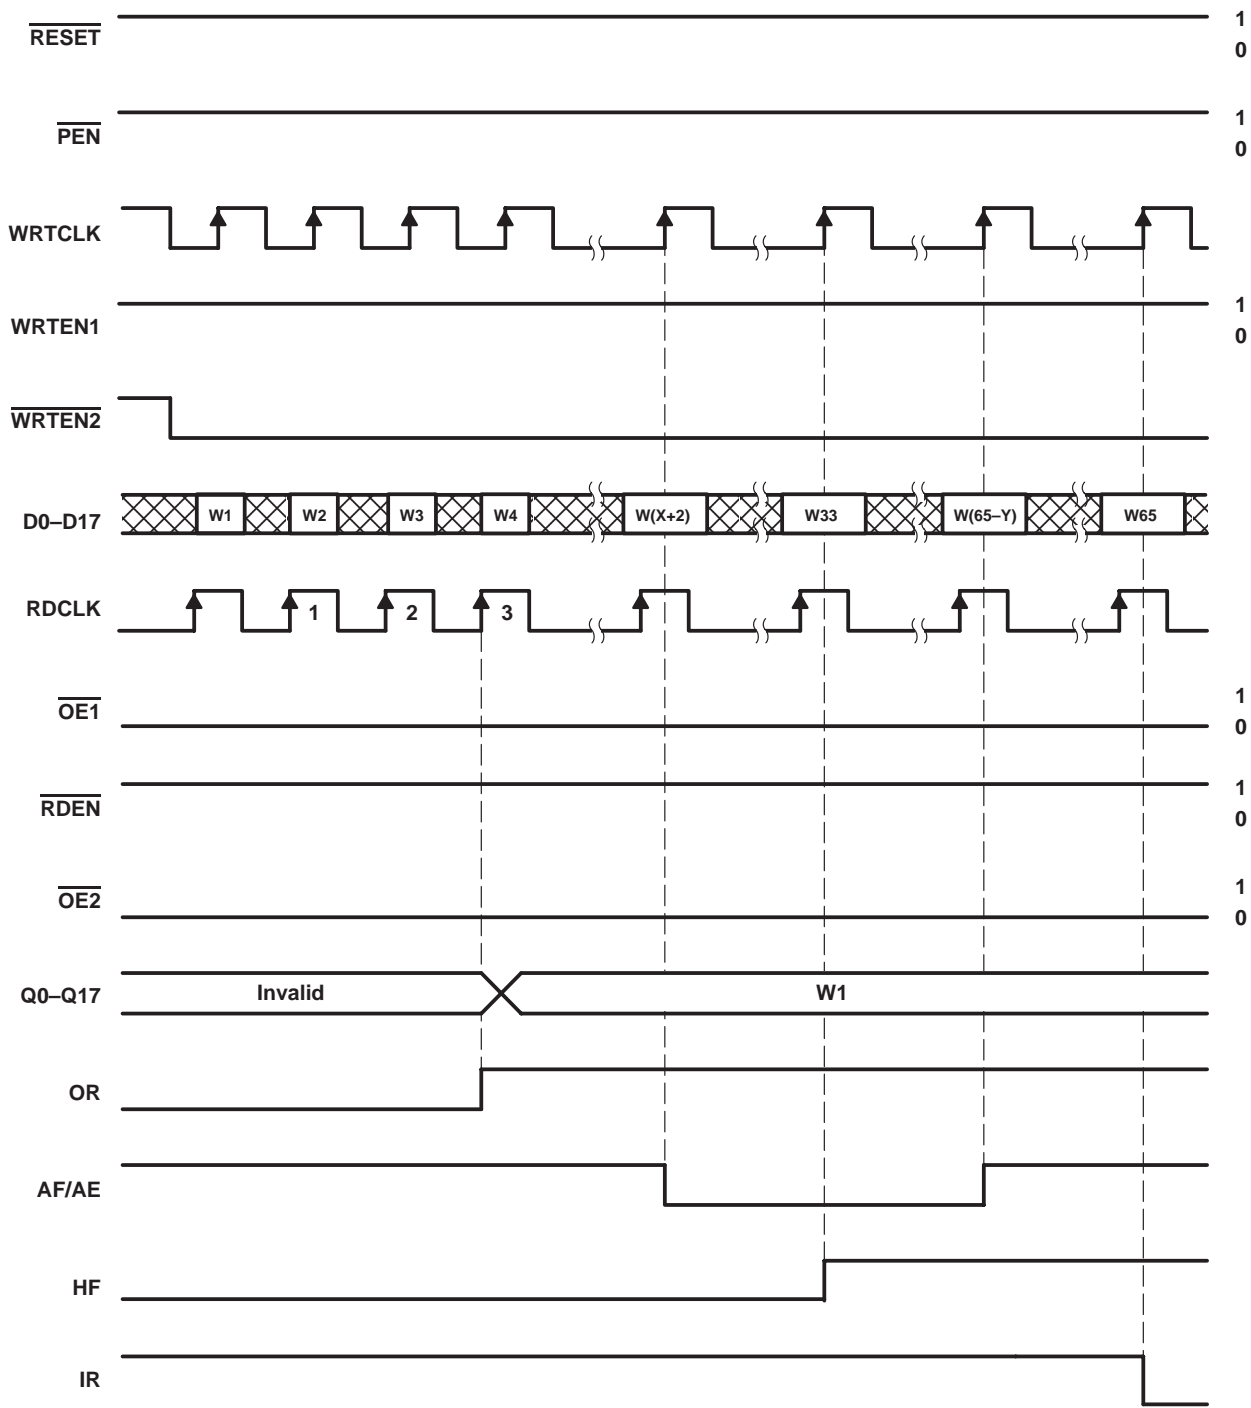 RESET
1
0
PEN
1
0
WRTCLK
WRTEN1
1
0
WRTEN2
D0–D17
W1 W2 W3 W4 W(X+2) W33 W(65–Y) W65
RDCLK
1 2 3
OE1
1
0
RDEN
1
0
OE2
1
0
Q0–Q17
Invalid
W1
OR
AF/AE
HF
IR